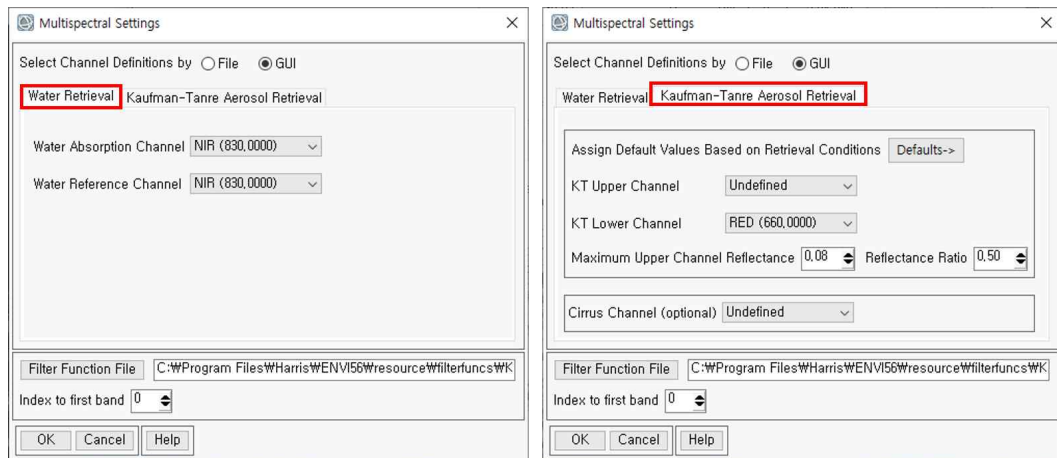 Multispectral Settings
Select Channel Definitions by File GUI
Water Retrieval Kaufman-Tanre Aerosol Retrieval
Water Absorption Channel NIR (830,0000)
Water Reference Channel NIR (830,0000)
Filter Function File C:₩Program Files₩Harris₩ENVI56₩resource₩filterfuncs₩K
Index to first band 0
OK Cancel Help
Multispectral Settings
Select Channel Definitions by File GUI
Water Retrieval Kaufman-Tanre Aerosol Retrieval
Assign Default Values Based on Retrieval Conditions Defaults->
KT Upper Channel Undefined
KT Lower Channel RED (660,0000)
Maximum Upper Channel Reflectance 0,08 Reflectance Ratio 0,50
Cirrus Channel (optional) Undefined
Filter Function File C:₩Program Files₩Harris₩ENVI56₩resource₩filterfuncs₩K
Index to first band 0
OK Cancel Help